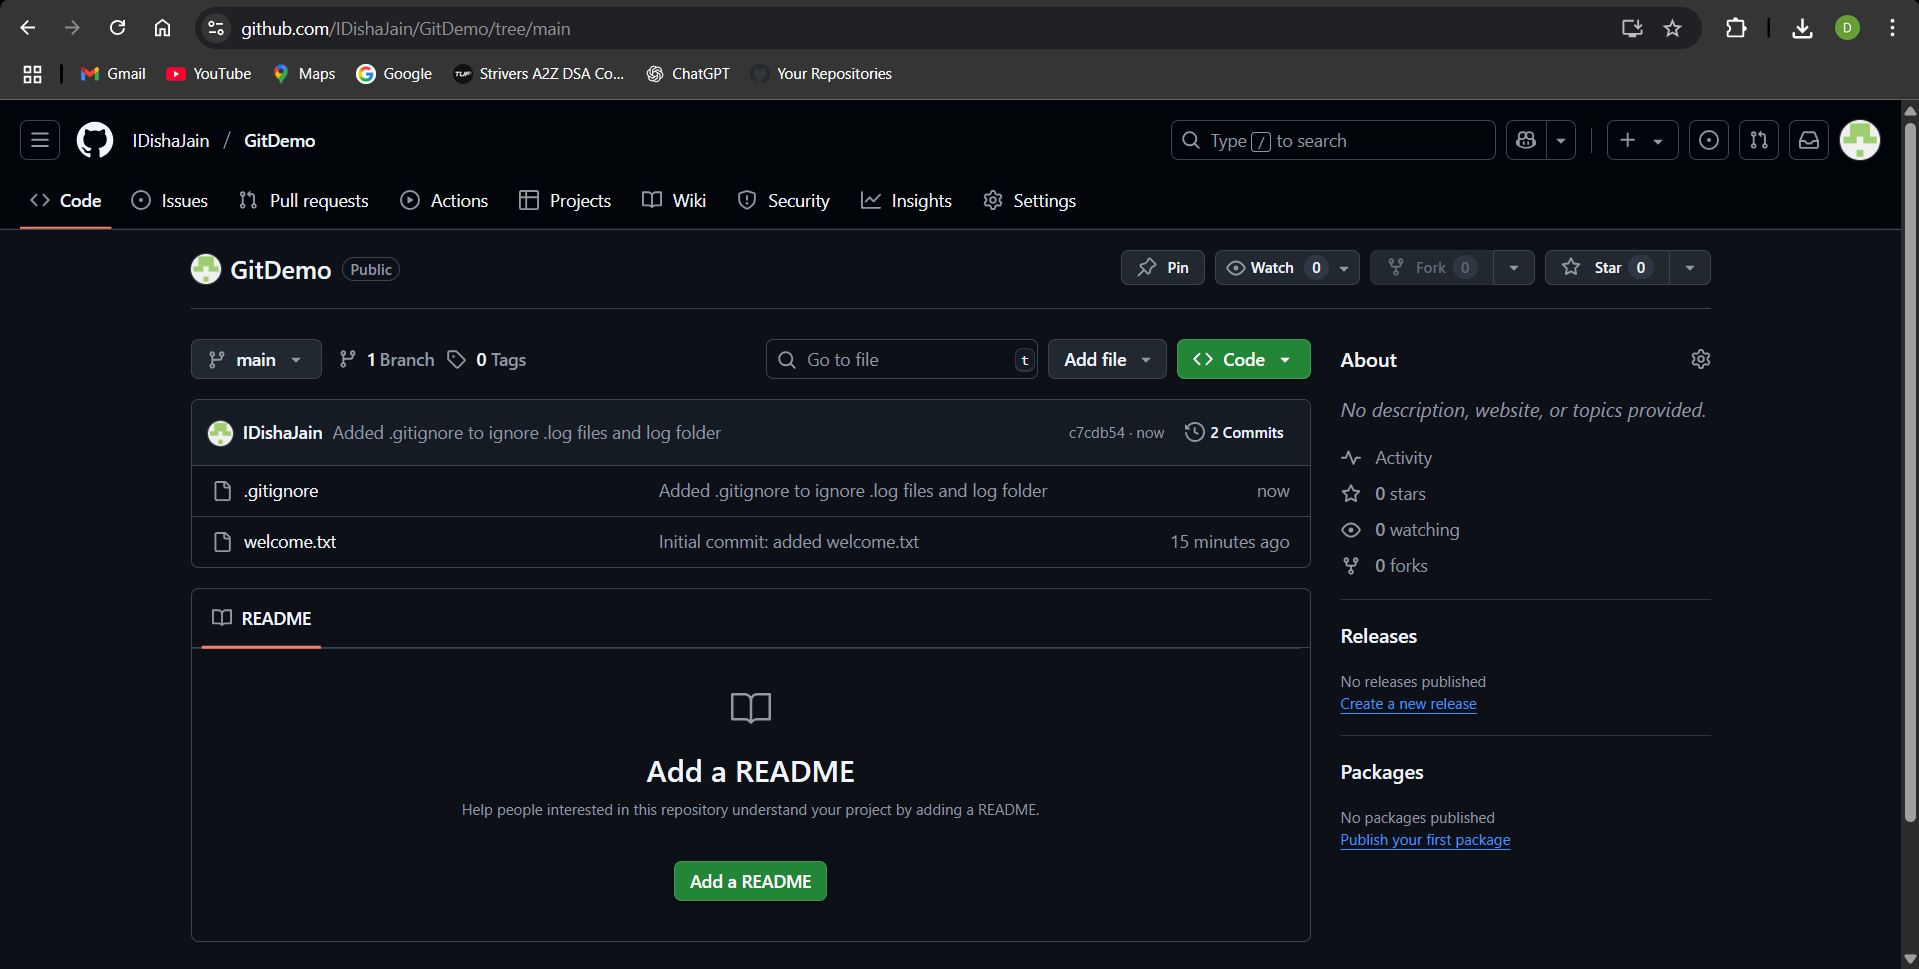 github.com/IDishaJain/GitDemo/tree/main
D
Gmail YouTube Maps Google TUF Strivers A2Z DSA Co... ChatGPT Your Repositories
IDishaJain / GitDemo Type / to search
Code Issues Pull requests Actions Projects Wiki Security Insights Settings
GitDemo Public Pin Watch 0 Fork 0 Star 0
main 1 Branch 0 Tags Go to file t Add file Code
IDishaJain Added .gitignore to ignore .log files and log folder c7cdb54 · now 2 Commits
.gitignore Added .gitignore to ignore .log files and log folder now
welcome.txt Initial commit: added welcome.txt 15 minutes ago
README
Add a README
Help people interested in this repository understand your project by adding a README.
Add a README
About
No description, website, or topics provided.
Activity
0 stars
0 watching
0 forks
Releases
No releases published
Create a new release
Packages
No packages published
Publish your first package